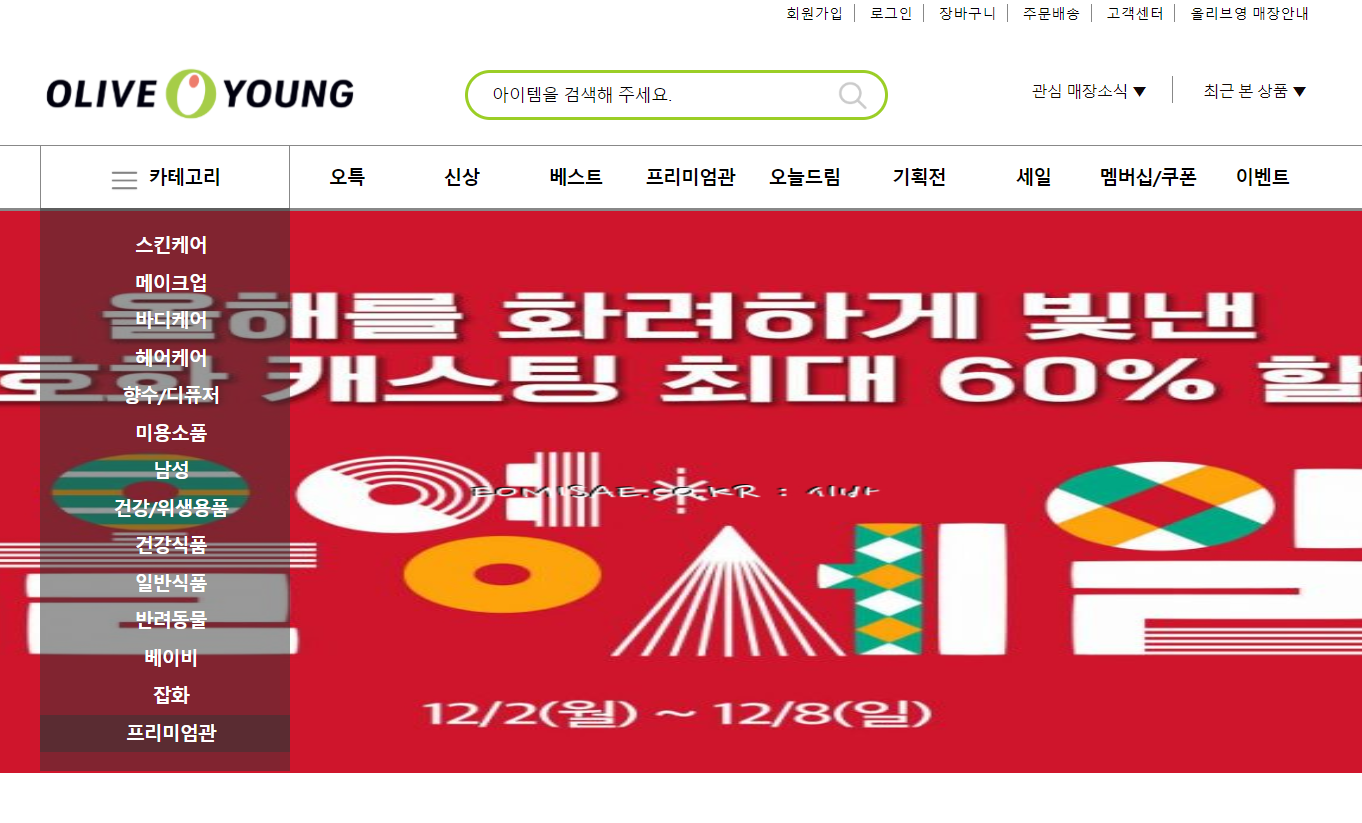 회원가입 로그인 장바구니 주문배송 고객센터 올리브영 매장안내
OLIVE YOUNG
아이템을 검색해 주세요.
관심 매장소식 ▼ 최근 본 상품 ▼
카테고리 오특 신상 베스트 프리미엄관 오늘드림 기획전 세일 멤버십/쿠폰 이벤트
스킨케어
메이크업
바디케어
헤어케어
향수/디퓨저
미용소품
남성
건강/위생용품
건강식품
일반식품
반려동물
베이비
잡화
프리미엄관
올해를 화려하게 빛낸
호화 캐스팅 최대 60% 할
올영세일
EOMISAE.CO.KR :
12/2(월) ~ 12/8(일)